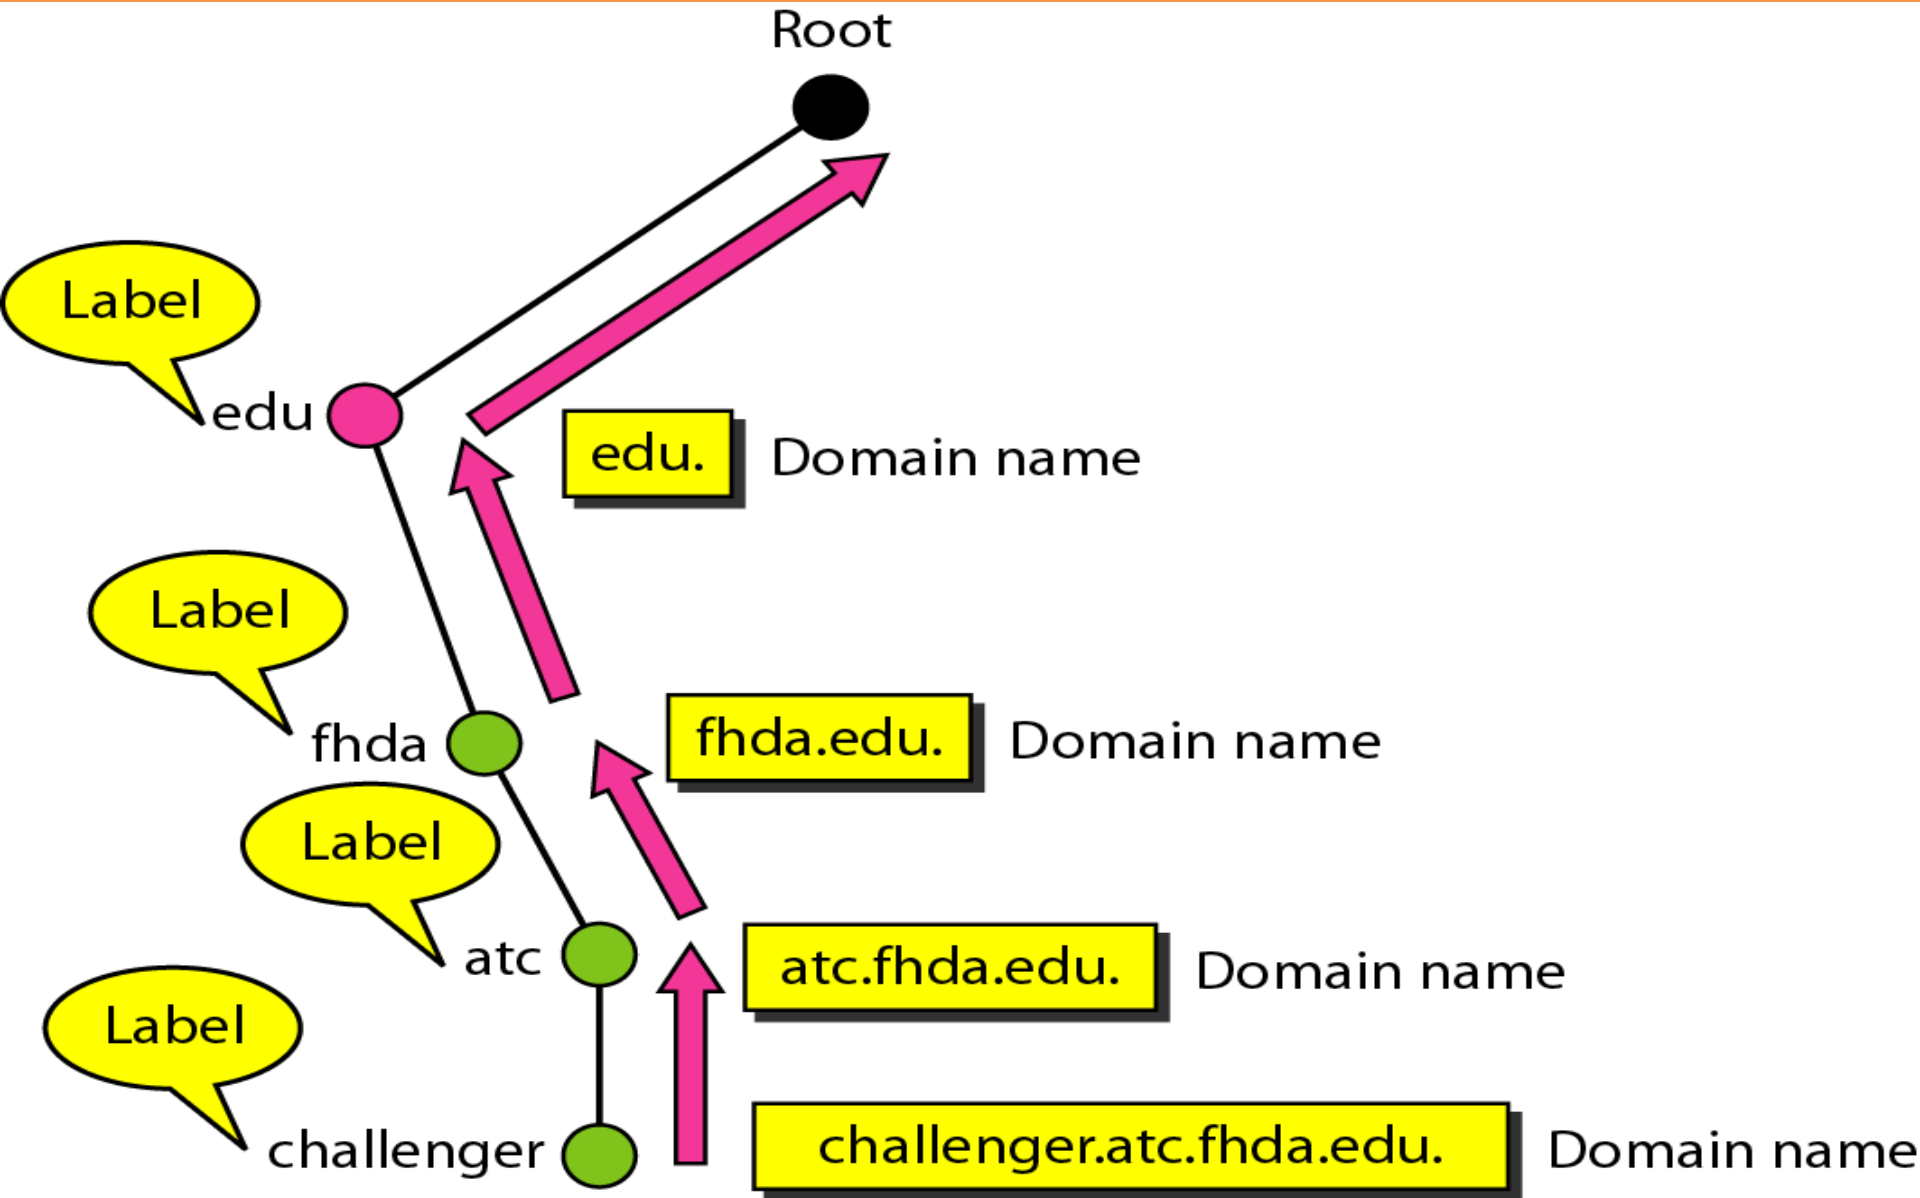 Root
Label
edu
edu.
Domain name
Label
fhda
fhda.edu.
Domain name
Label
atc
atc.fhda.edu.
Domain name
Label
challenger
challenger.atc.fhda.edu.
Domain name